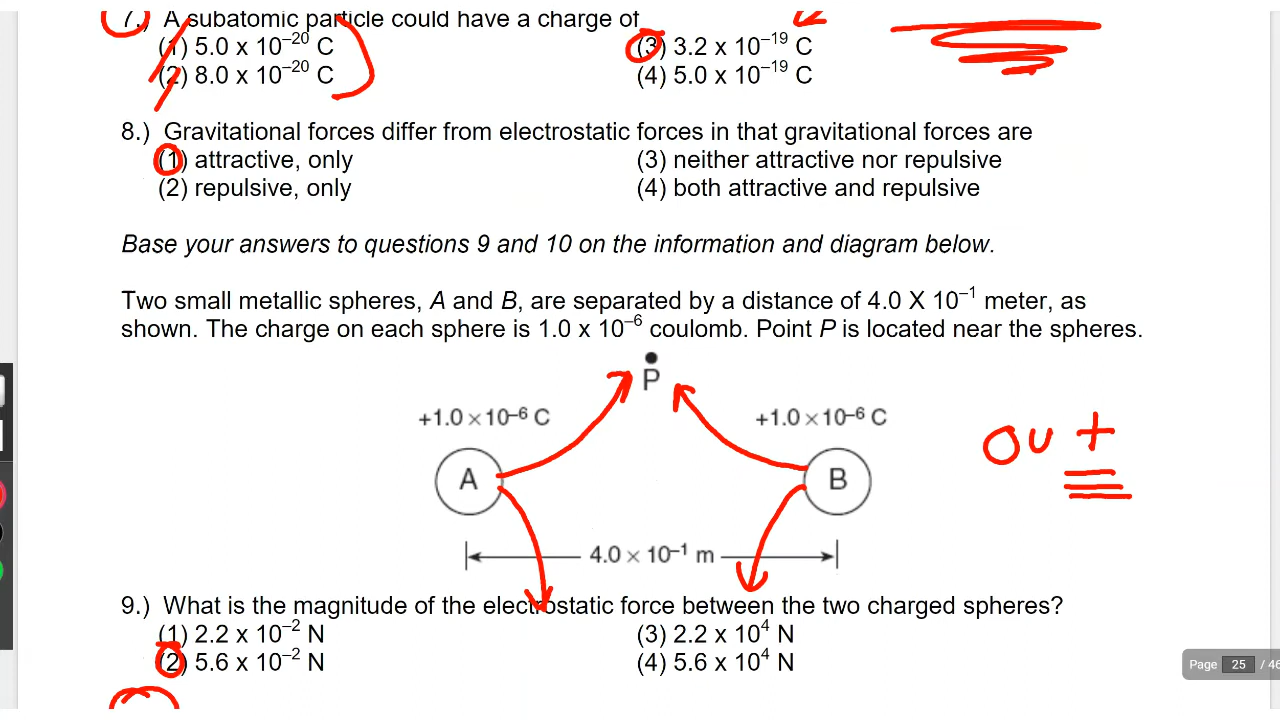 7.) A subatomic particle could have a charge of
(1) 5.0 x 10⁻²⁰ C
(3) 3.2 x 10⁻¹⁹ C
(2) 8.0 x 10⁻²⁰ C
(4) 5.0 x 10⁻¹⁹ C
8.) Gravitational forces differ from electrostatic forces in that gravitational forces are
(1) attractive, only
(3) neither attractive nor repulsive
(2) repulsive, only
(4) both attractive and repulsive
Base your answers to questions 9 and 10 on the information and diagram below.
Two small metallic spheres, A and B, are separated by a distance of 4.0 X 10⁻¹ meter, as
shown. The charge on each sphere is 1.0 x 10⁻⁶ coulomb. Point P is located near the spheres.
P
+1.0 × 10⁻⁶ C
+1.0 × 10⁻⁶ C
A
B
4.0 × 10⁻¹ m
9.) What is the magnitude of the electrostatic force between the two charged spheres?
(1) 2.2 x 10⁻² N
(3) 2.2 x 10⁴ N
(2) 5.6 x 10⁻² N
(4) 5.6 x 10⁴ N
Page 25 / 46